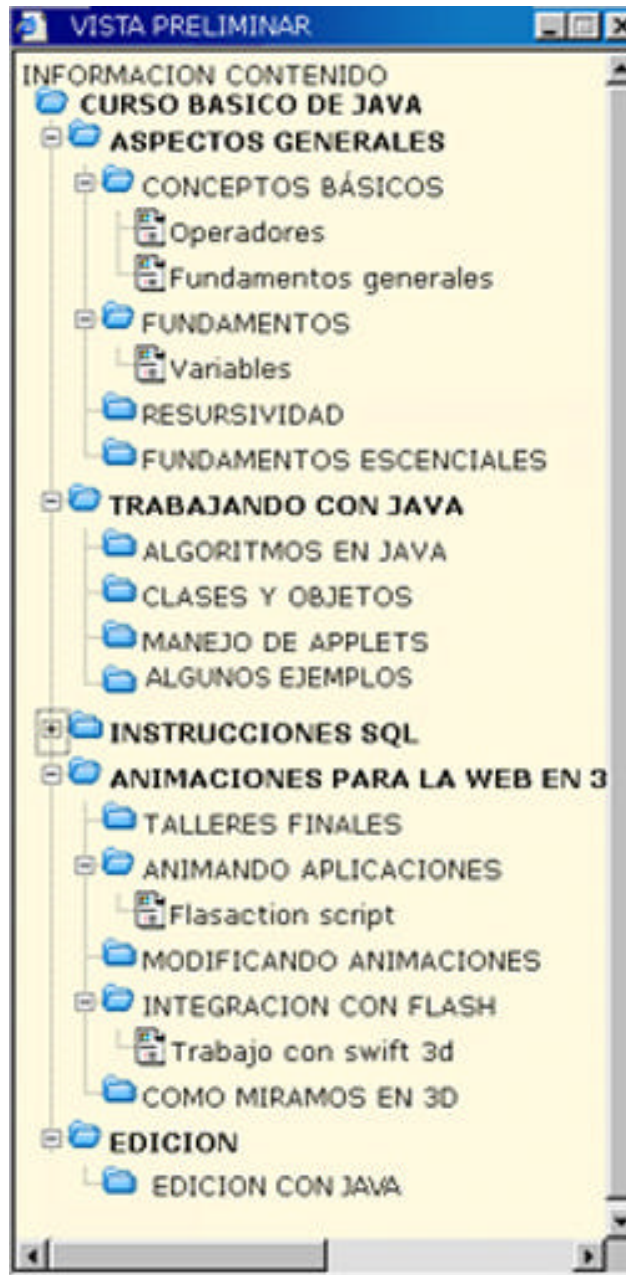 VISTA PRELIMINAR
INFORMACION CONTENIDO
CURSO BASICO DE JAVA
ASPECTOS GENERALES
CONCEPTOS BÁSICOS
Operadores
Fundamentos generales
FUNDAMENTOS
Variables
RESURSIVIDAD
FUNDAMENTOS ESCENCIALES
TRABAJANDO CON JAVA
ALGORITMOS EN JAVA
CLASES Y OBJETOS
MANEJO DE APPLETS
ALGUNOS EJEMPLOS
INSTRUCCIONES SQL
ANIMACIONES PARA LA WEB EN 3
TALLERES FINALES
ANIMANDO APLICACIONES
Flasaction script
MODIFICANDO ANIMACIONES
INTEGRACION CON FLASH
Trabajo con swift 3d
COMO MIRAMOS EN 3D
EDICION
EDICION CON JAVA